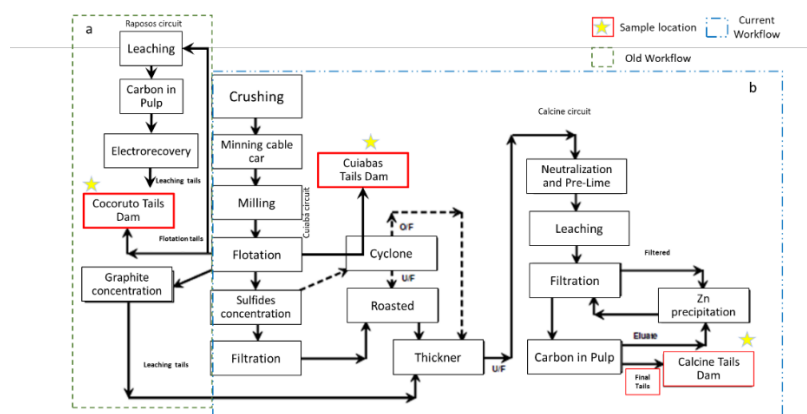 Sample location
Current
Workflow
Old Workflow
a
Raposos circuit
Leaching
Carbon in
Pulp
Electrorecovery
Leaching tails
Cocoruto Tails
Dam
Flotation tails
Graphite
concentration
Leaching tails
Crushing
Minning cable
car
Milling
Flotation
Sulfides
concentration
Filtration
Cuiabá circuit
Cuiabas
Tails Dam
O/F
Cyclone
U/F
Roasted
Thickner
U/F
b
Calcine circuit
Neutralization
and Pre-Lime
Leaching
Filtration
Filtered
Zn
precipitation
Eluate
Carbon in Pulp
Final
Tails
Calcine Tails
Dam